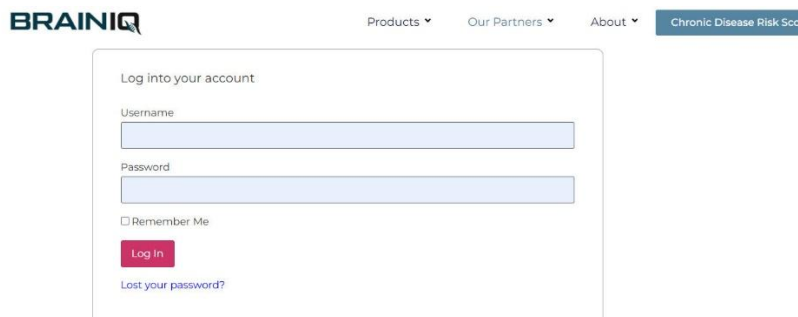 BRAINIQ Products Our Partners About Chronic Disease Risk Sco
Log into your account
Username
Password
Remember Me
Log In
Lost your password?